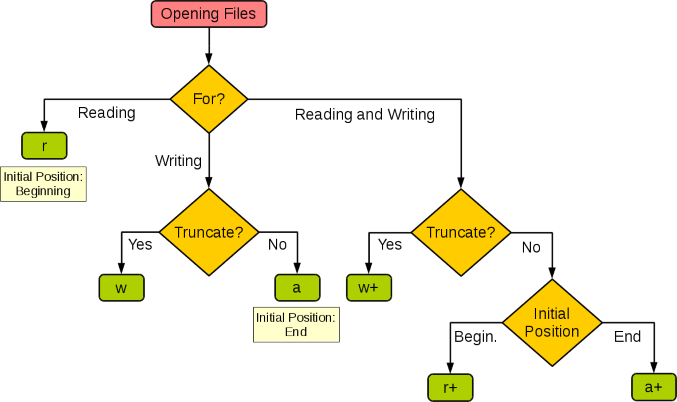 Opening Files
For?
Reading
Reading and Writing
r
Initial Position:
Beginning
Writing
Truncate?
Yes
No
w
a
Initial Position:
End
Truncate?
Yes
No
w+
Initial
Position
Begin.
End
r+
a+